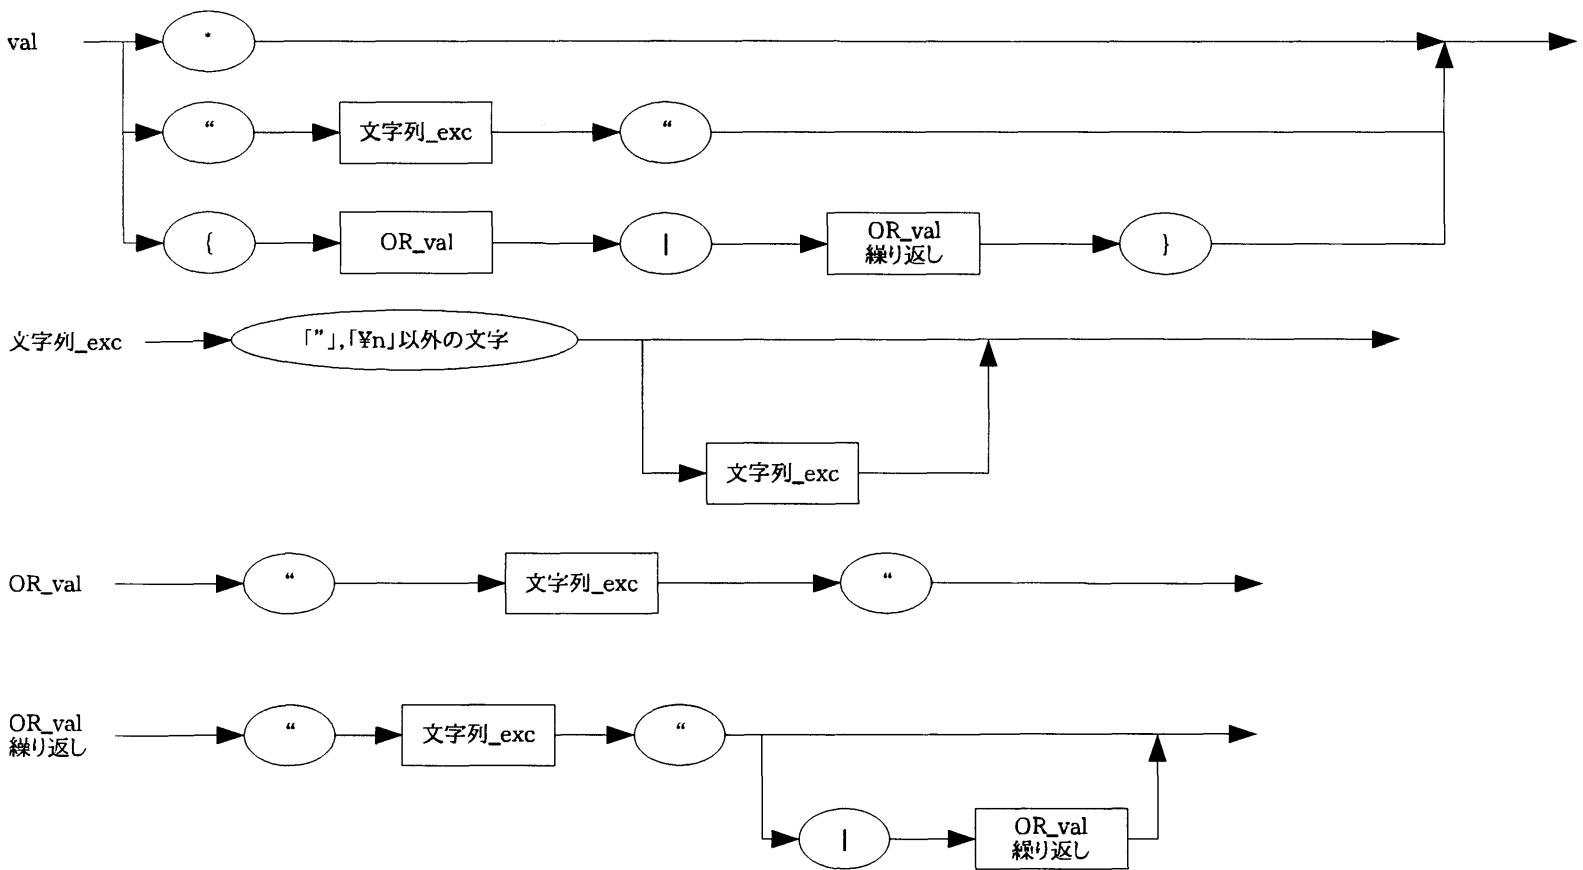 val
*
“
文字列_exc
“
{
OR_val
|
OR_val
繰り返し
}
文字列_exc
「”」,「¥n」以外の文字
文字列_exc
OR_val
“
文字列_exc
“
OR_val
繰り返し
“
文字列_exc
“
|
OR_val
繰り返し